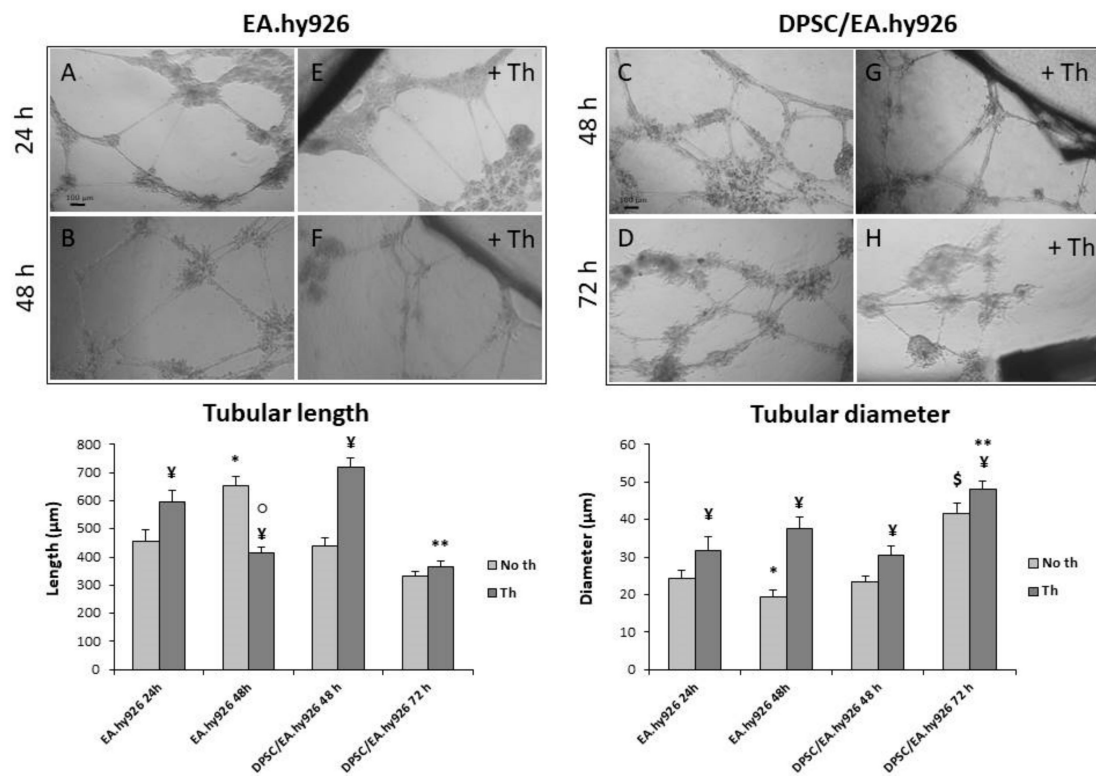 EA.hy926
DPSC/EA.hy926
24 h
A
100 µm
E
+ Th
48 h
B
F
+ Th
48 h
C
100 µm
G
+ Th
72 h
D
H
+ Th
Tubular length
Length (µm)
800
700
600
500
400
300
200
100
0
¥
*
○
¥
¥
**
EA.hy926 24h
EA.hy926 48h
DPSC/EA.hy926 48 h
DPSC/EA.hy926 72 h
No th
Th
Tubular diameter
Diameter (µm)
60
50
40
30
20
10
0
¥
*
¥
¥
$
**
¥
EA.hy926 24h
EA.hy926 48h
DPSC/EA.hy926 48 h
DPSC/EA.hy926 72 h
No th
Th